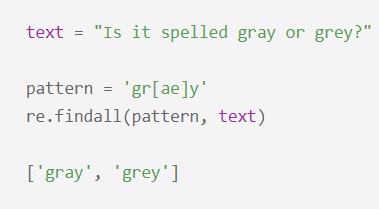 text = "Is it spelled gray or grey?"
pattern = 'gr[ae]y'
re.findall(pattern, text)
['gray', 'grey']